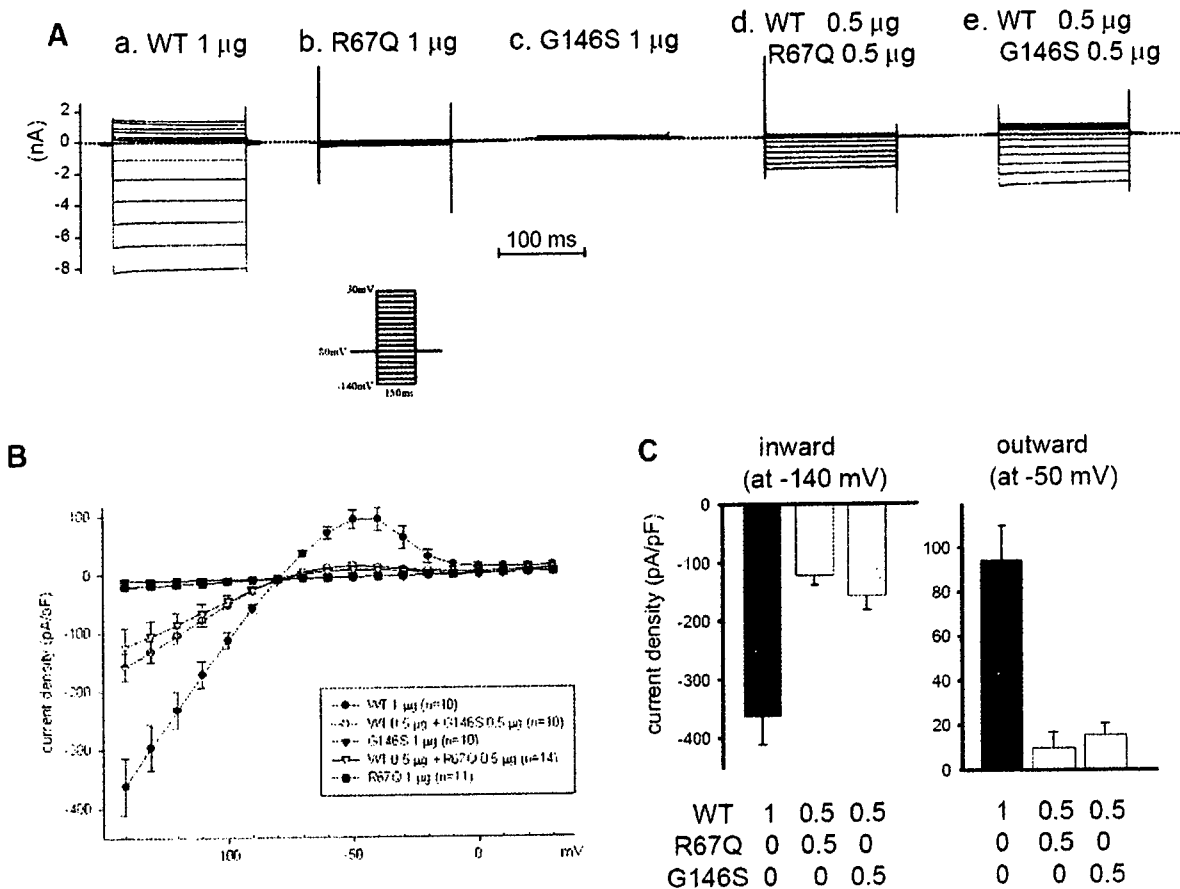 A
a. WT 1 µg
b. R67Q 1 µg
c. G146S 1 µg
d. WT 0.5 µg
R67Q 0.5 µg
e. WT 0.5 µg
G146S 0.5 µg
(nA)
2
0
-2
-4
-6
-8
100 ms
30mV
80mV
-140mV
150ms
B
current density (pA/pF)
100
0
-100
-200
-300
-400
100
-50
0
mV
WT 1 µg (n=10)
WT 0.5 µg + G146S 0.5 µg (n=10)
G146S 1 µg (n=10)
WT 0.5 µg + R67Q 0.5 µg (n=14)
R67Q 1 µg (n=11)
C
inward
(at -140 mV)
outward
(at -50 mV)
current density (pA/pF)
0
-100
-200
-300
-400
100
80
60
40
20
0
WT 1 0.5 0.5 1 0.5 0.5
R67Q 0 0.5 0 0 0.5 0
G146S 0 0 0.5 0 0 0.5